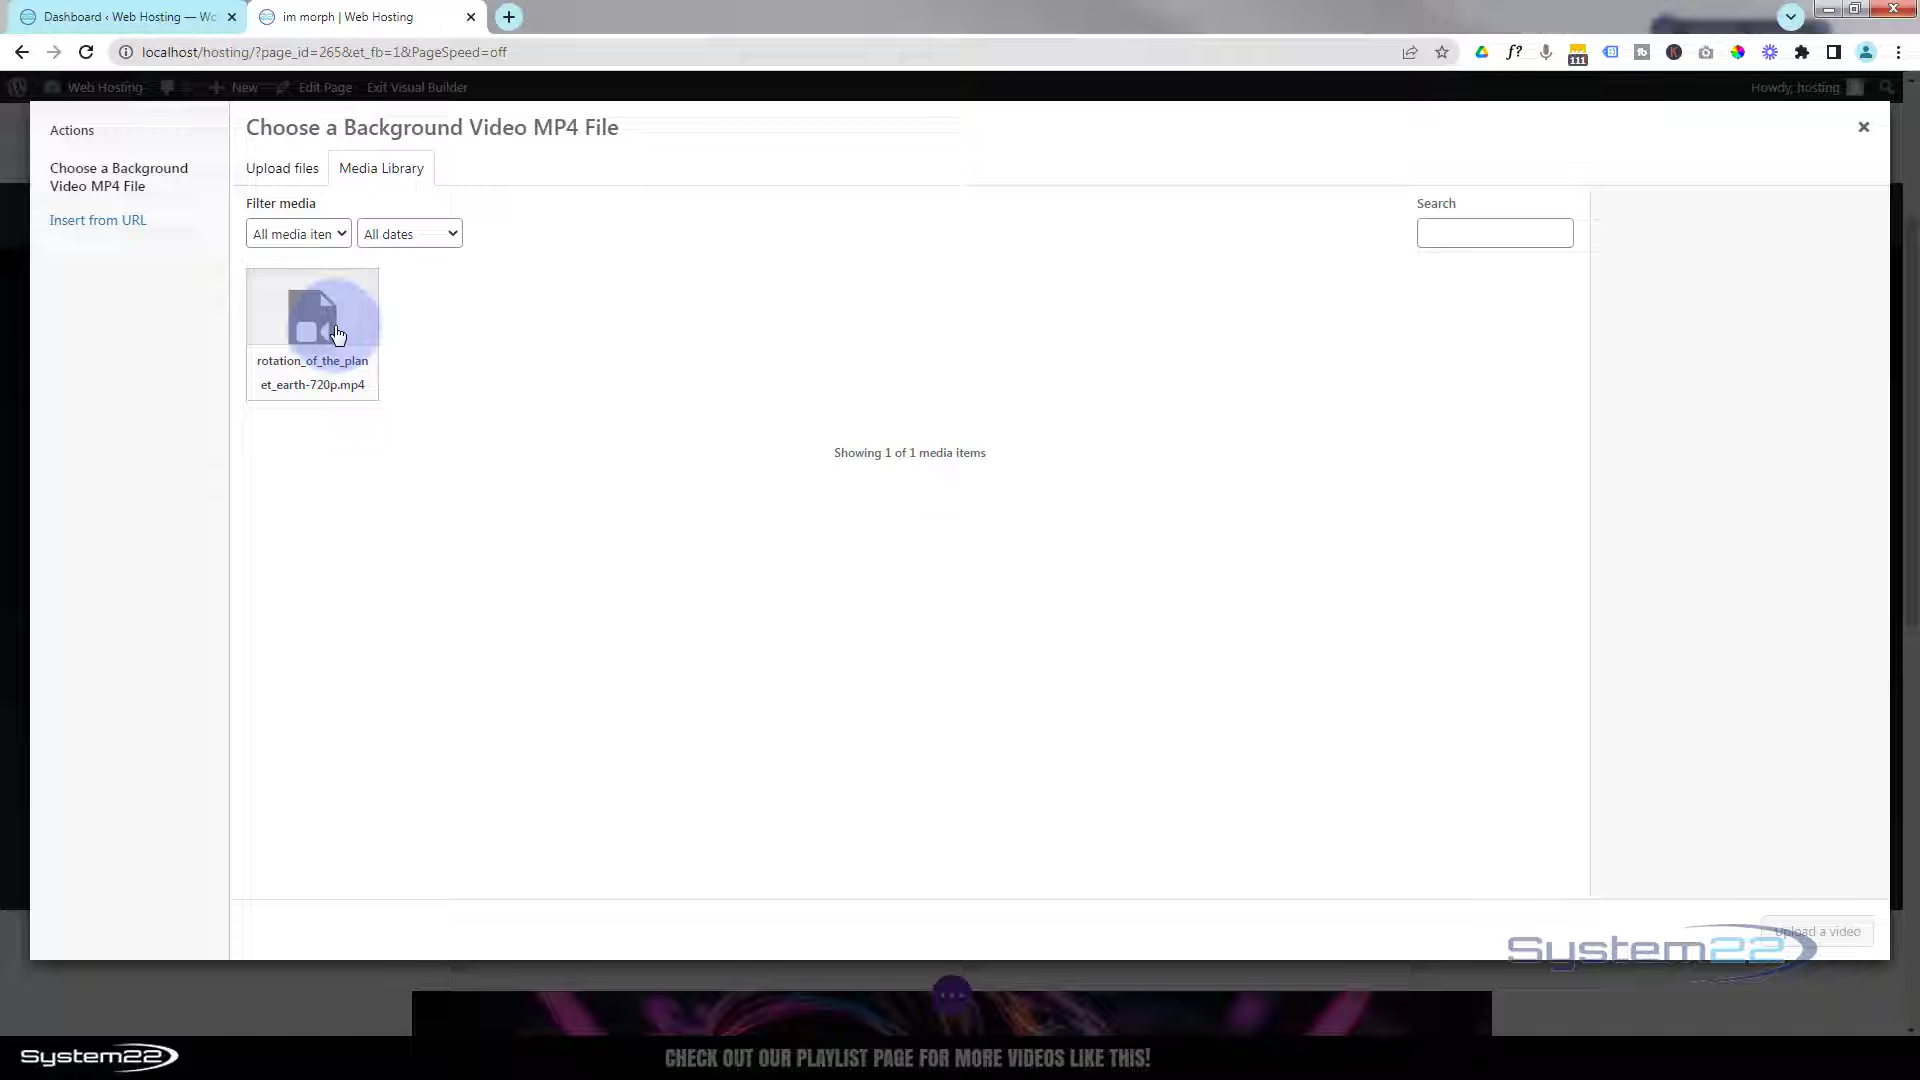 Dashboard ‹ Web Hosting — Wo
im morph | Web Hosting
localhost/hosting/?page_id=265&et_fb=1&PageSpeed=off
111
Web Hosting
New
Edit Page
Exit Visual Builder
Howdy, hosting
Actions
Choose a Background Video MP4 File
Choose a Background
Video MP4 File
Insert from URL
Upload files
Media Library
Filter media
All media iten
All dates
Search
rotation_of_the_plan
et_earth-720p.mp4
Showing 1 of 1 media items
Upload a video
System22
System22
CHECK OUT OUR PLAYLIST PAGE FOR MORE VIDEOS LIKE THIS!